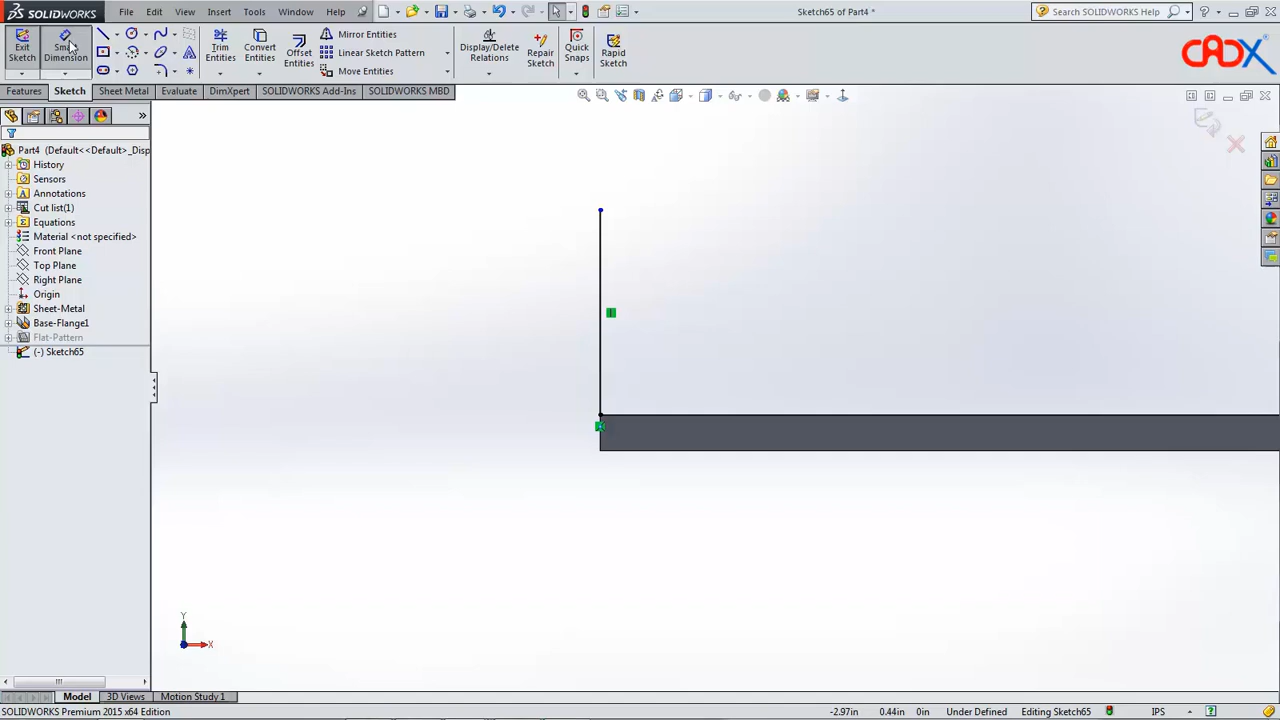 SOLIDWORKS File Edit View Insert Tools Window Help Sketch65 of Part4 * Search SOLIDWORKS Help
Exit Sketch Smart Dimension Trim Entities Convert Entities Offset Entities Mirror Entities Display/Delete Relations Repair Sketch Quick Snaps Rapid Sketch CADX
Linear Sketch Pattern
Move Entities
Features Sketch Sheet Metal Evaluate DimXpert SOLIDWORKS Add-Ins SOLIDWORKS MBD
Part4 (Default<<Default>_Disp
History
Sensors
Annotations
Cut list(1)
Equations
Material <not specified>
Front Plane
Top Plane
Right Plane
Origin
Sheet-Metal
Base-Flange1
Flat-Pattern
(-) Sketch65
Y
X
Model 3D Views Motion Study 1
SOLIDWORKS Premium 2015 x64 Edition -2.97in 0.44in 0in Under Defined Editing Sketch65 IPS